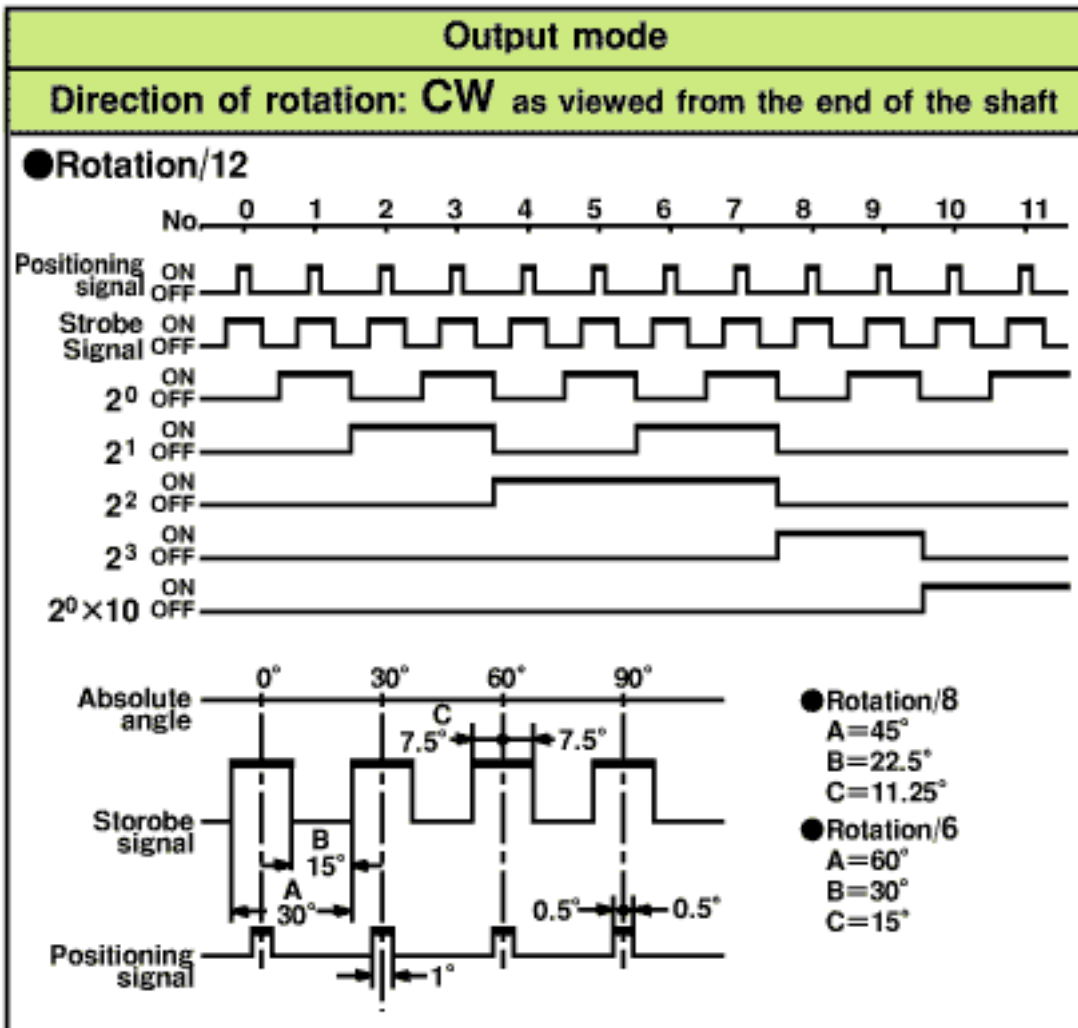 Output mode
Direction of rotation: CW as viewed from the end of the shaft
●Rotation/12
No. 0 1 2 3 4 5 6 7 8 9 10 11
Positioning signal ON OFF
Strobe Signal ON OFF
2⁰ ON OFF
2¹ ON OFF
2² ON OFF
2³ ON OFF
2⁰×10 ON OFF
Absolute angle 0° 30° 60° 90°
C
7.5° 7.5°
Storobe signal
B
15°
A
30°
0.5° 0.5°
Positioning signal
1°
●Rotation/8
A=45°
B=22.5°
C=11.25°
●Rotation/6
A=60°
B=30°
C=15°